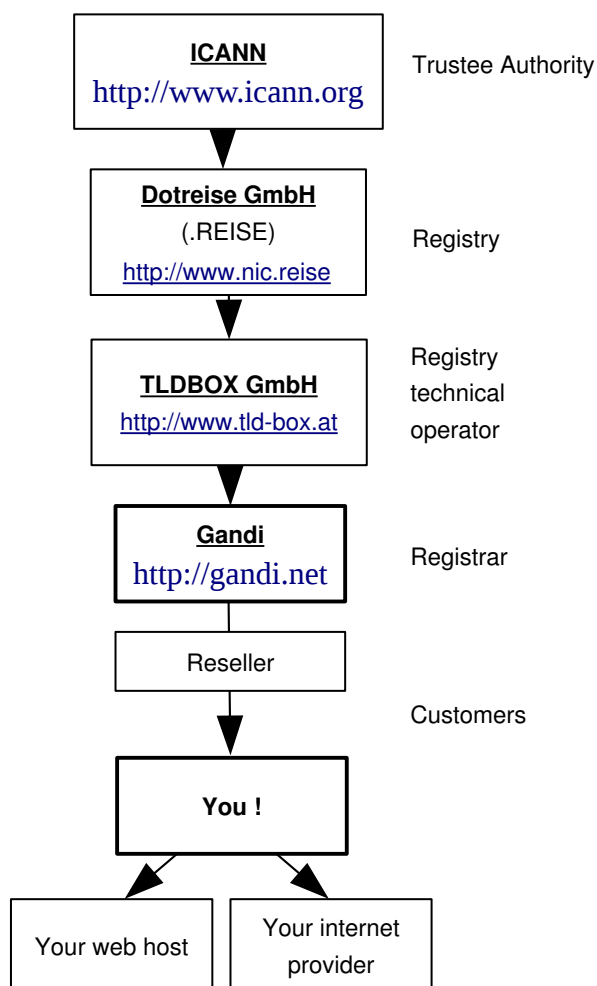 ICANN
http://www.icann.org
Trustee Authority
Dotreise GmbH
(.REISE)
http://www.nic.reise
Registry
TLDBOX GmbH
http://www.tld-box.at
Registry
technical
operator
Gandi
http://gandi.net
Registrar
Reseller
Customers
You !
Your web host
Your internet
provider